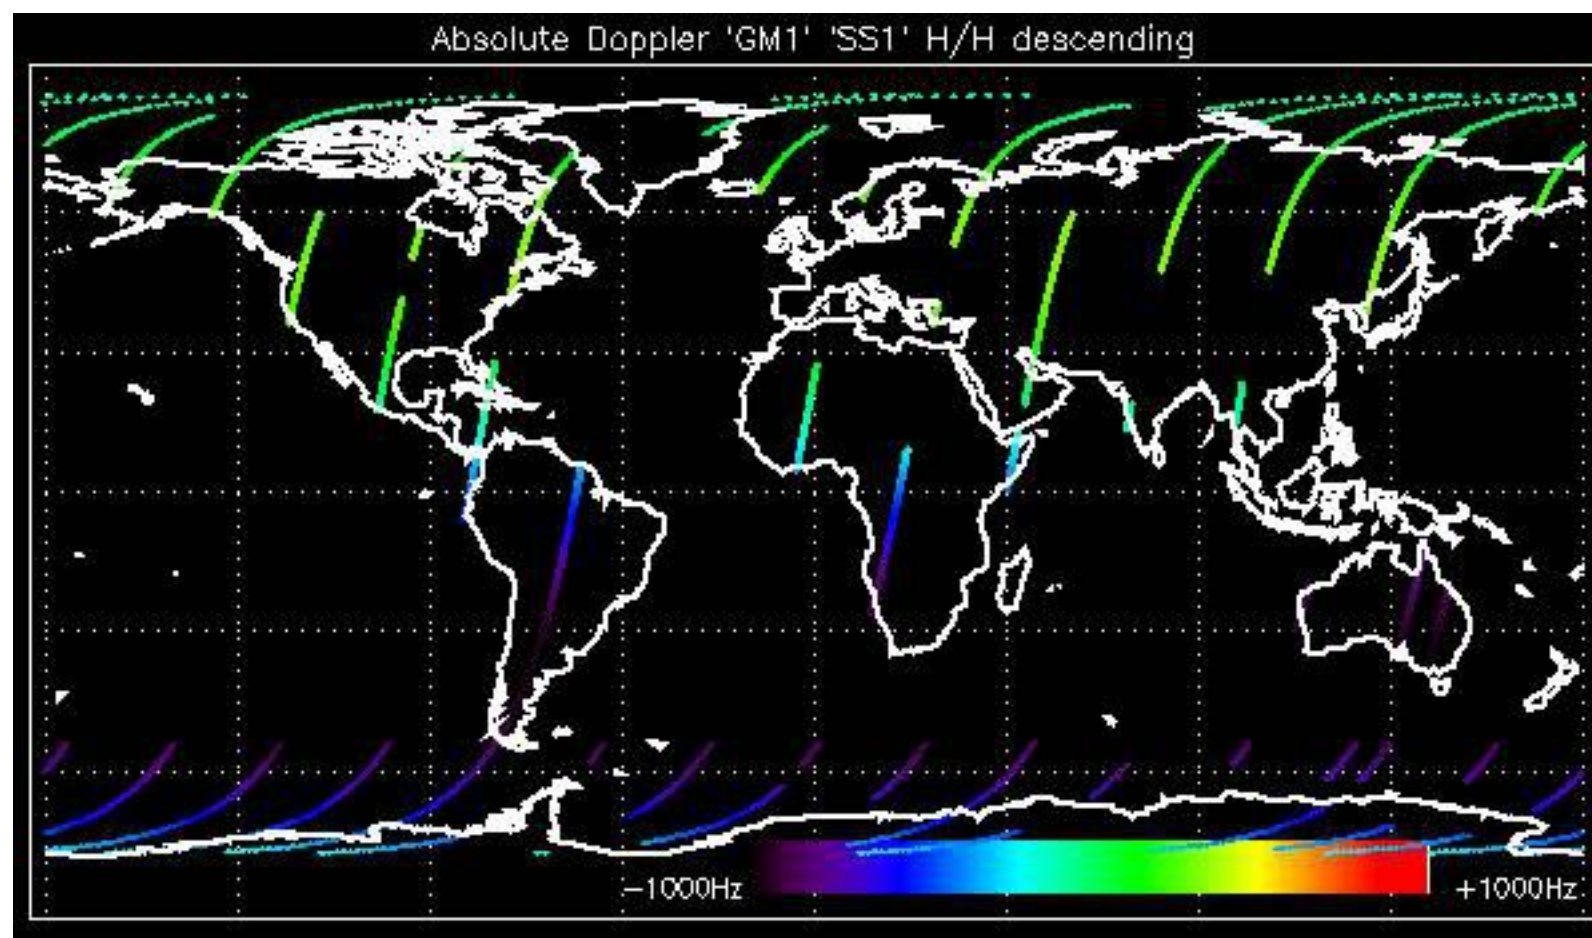 Absolute Doppler 'GM1' 'SS1' H/H descending
-1000Hz +1000Hz